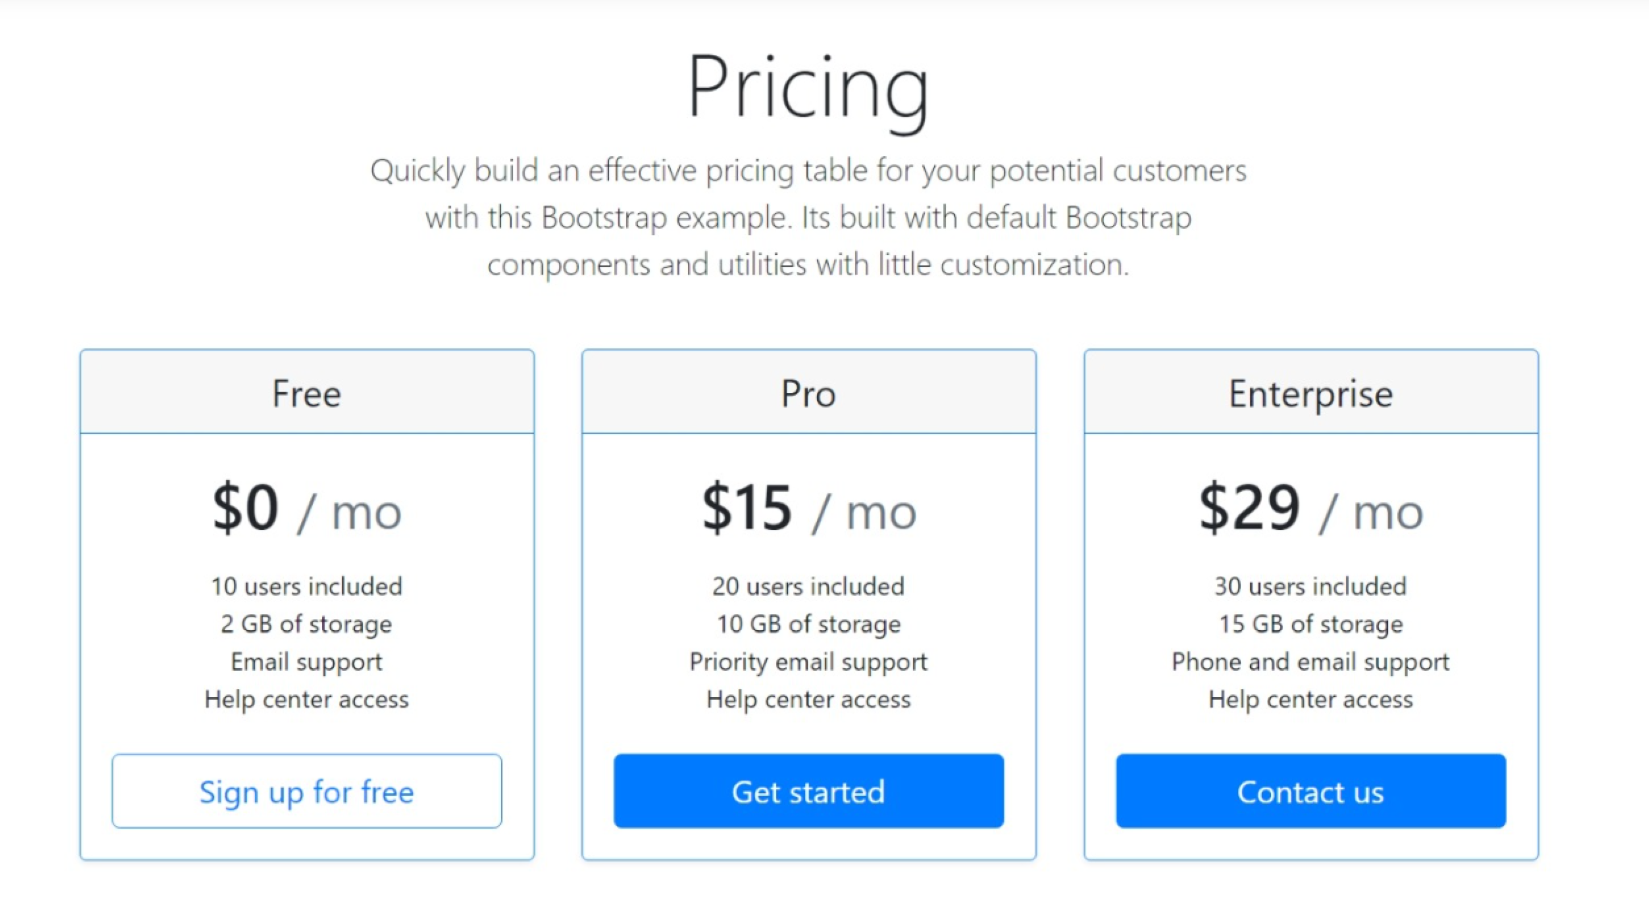 Pricing
Quickly build an effective pricing table for your potential customers
with this Bootstrap example. Its built with default Bootstrap
components and utilities with little customization.
Free
$0 / mo
10 users included
2 GB of storage
Email support
Help center access
Sign up for free
Pro
$15 / mo
20 users included
10 GB of storage
Priority email support
Help center access
Get started
Enterprise
$29 / mo
30 users included
15 GB of storage
Phone and email support
Help center access
Contact us